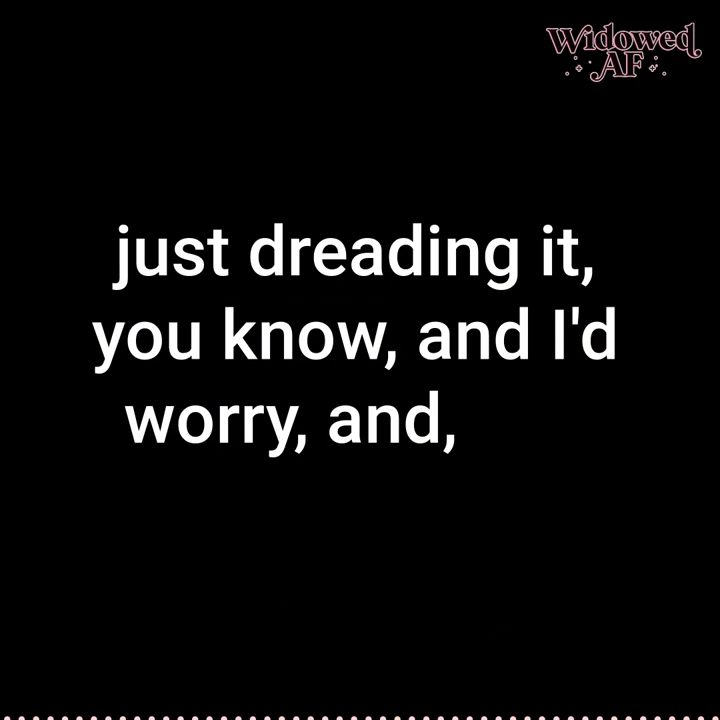 Widowed
AF
just dreading it,
you know, and I'd
worry, and,